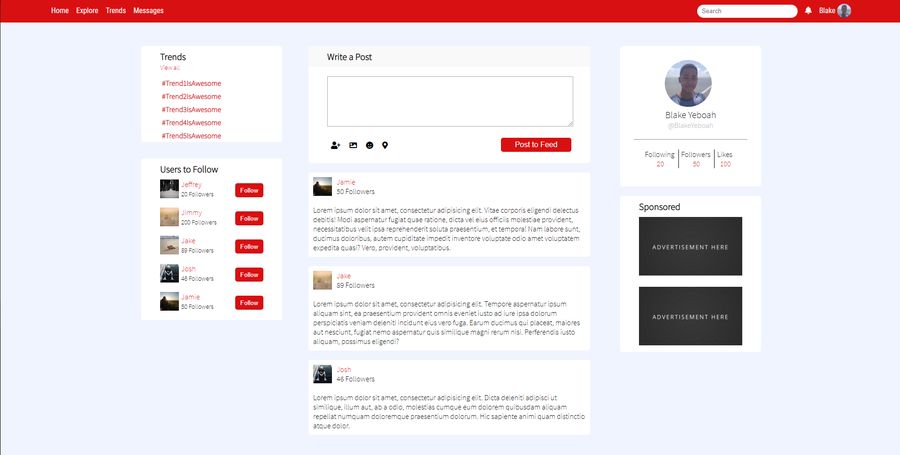 Home Explore Trends Messages
Search
Blake
Trends
View all
#Trend1IsAwesome
#Trend2IsAwesome
#Trend3IsAwesome
#Trend4IsAwesome
#Trend5IsAwesome
Users to Follow
Jeffrey
20 Followers
Follow
Jimmy
200 Followers
Follow
Jake
89 Followers
Follow
Josh
46 Followers
Follow
Jamie
50 Followers
Follow
Write a Post
Post to Feed
Jamie
50 Followers
Lorem ipsum dolor sit amet, consectetur adipisicing elit. Vitae corporis eligendi delectus
debitis! Modi aspernatur fugiat quae ratione, dicta vel eius officiis molestiae provident,
necessitatibus velit ipsa reprehenderit soluta praesentium, et tempora! Nam labore sunt,
ducimus doloribus, autem cupiditate impedit inventore voluptate odio amet voluptatem
expedita quasi? Vero, provident, voluptatibus.
Jake
89 Followers
Lorem ipsum dolor sit amet, consectetur adipisicing elit. Tempore aspernatur ipsum
aliquam sint, ea praesentium provident omnis eveniet iusto ad iure ipsa dolorum
perspiciatis veniam deleniti incidunt eius vero fuga. Earum ducimus qui placeat, maiores
aut nesciunt, fugiat nemo aspernatur quis similique magni rerum nisi. Perferendis iusto
aliquam, possimus eligendi?
Josh
46 Followers
Lorem ipsum dolor sit amet, consectetur adipisicing elit. Dicta deleniti adipisci ut
similique, illum aut, ab a odio, molestias cumque eum dolorem quibusdam aliquam
repellat numquam doloremque praesentium dolorum. Hic sapiente animi quam distinctio
atque dolor.
Blake Yeboah
@BlakeYeboah
Following Followers Likes
20 50 100
Sponsored
ADVERTISEMENT HERE
ADVERTISEMENT HERE